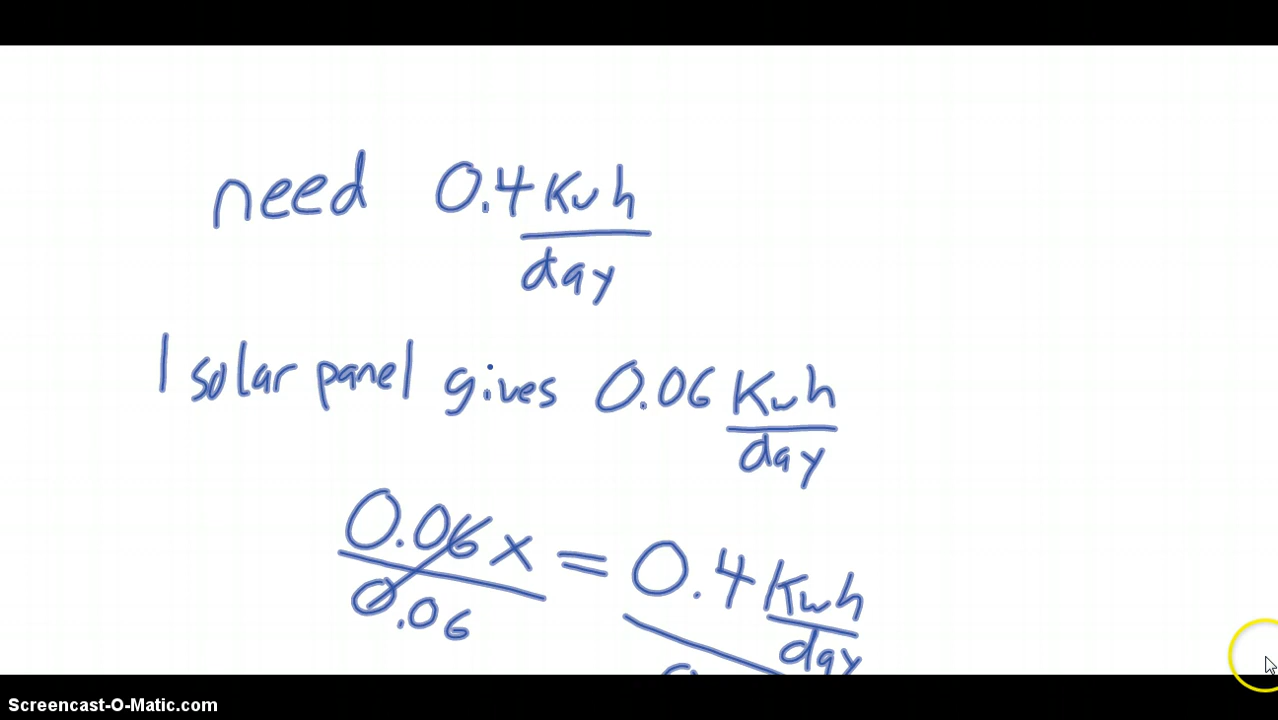 need 0.4 Kwh
day
1 solar panel gives 0.06 Kwh
day
0.06x = 0.4 Kwh
0.06 day
Screencast-O-Matic.com